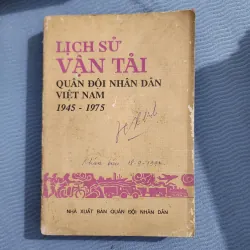 LỊCH SỬ
VẬN TẢI
QUÂN ĐỘI NHÂN DÂN
VIỆT NAM
1945 - 1975
NHÀ XUẤT BẢN QUÂN ĐỘI NHÂN DÂN